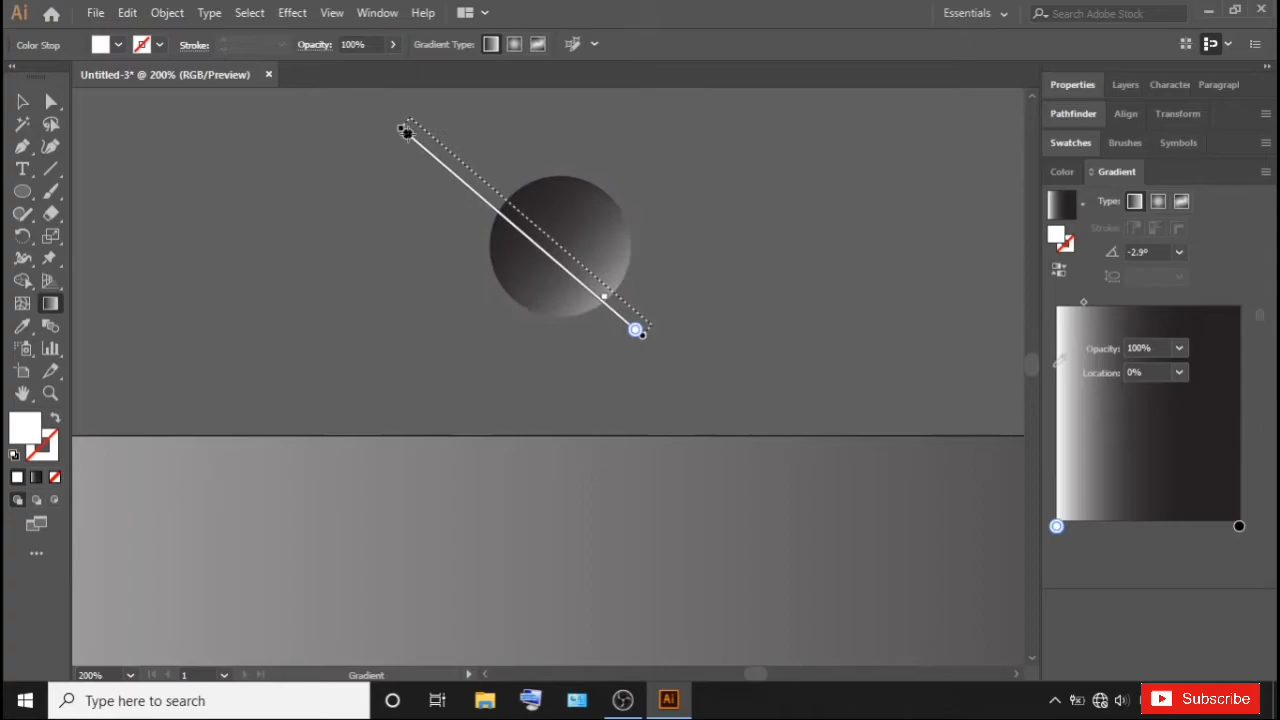 Ai File Edit Object Type Select Effect View Window Help Essentials Search Adobe Stock
Color Stop Stroke: Opacity: 100% Gradient Type:
Untitled-3* @ 200% (RGB/Preview)
Properties Layers Character Paragraph
Pathfinder Align Transform
Swatches Brushes Symbols
Color Gradient
Type:
Stroke:
-2.9°
Opacity: 100%
Location: 0%
200% 1 Gradient
Type here to search Ai Subscribe